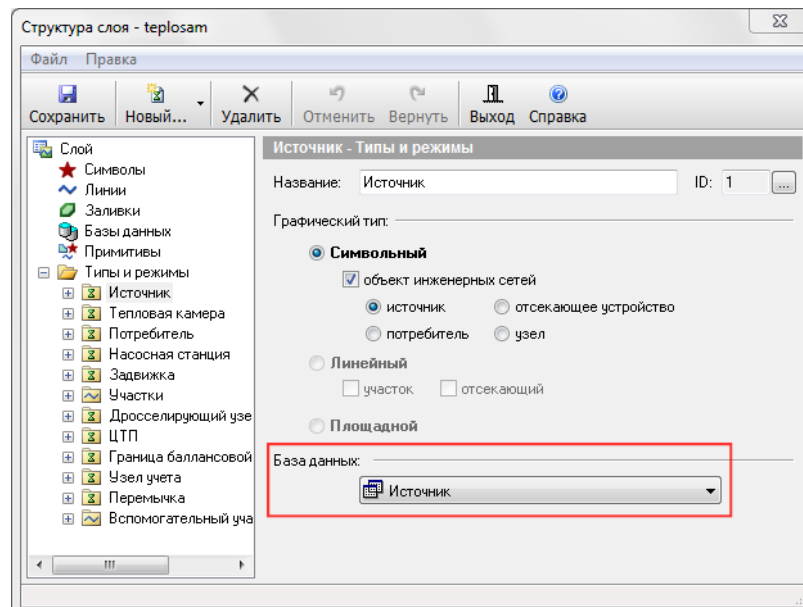 Структура слоя - teplosam
Файл Правка
Сохранить Новый... Удалить Отменить Вернуть Выход Справка
Слой
Символы
Линии
Заливки
Базы данных
Примитивы
Типы и режимы
Источник
Тепловая камера
Потребитель
Насосная станция
Задвижка
Участки
Дросселирующий узе
ЦТП
Граница баллансовой
Узел учета
Перемычка
Вспомогательный уча
Источник - Типы и режимы
Название: Источник ID: 1 ...
Графический тип:
Символьный
объект инженерных сетей
источник отсекающее устройство
потребитель узел
Линейный
участок отсекающий
Площадной
База данных:
Источник